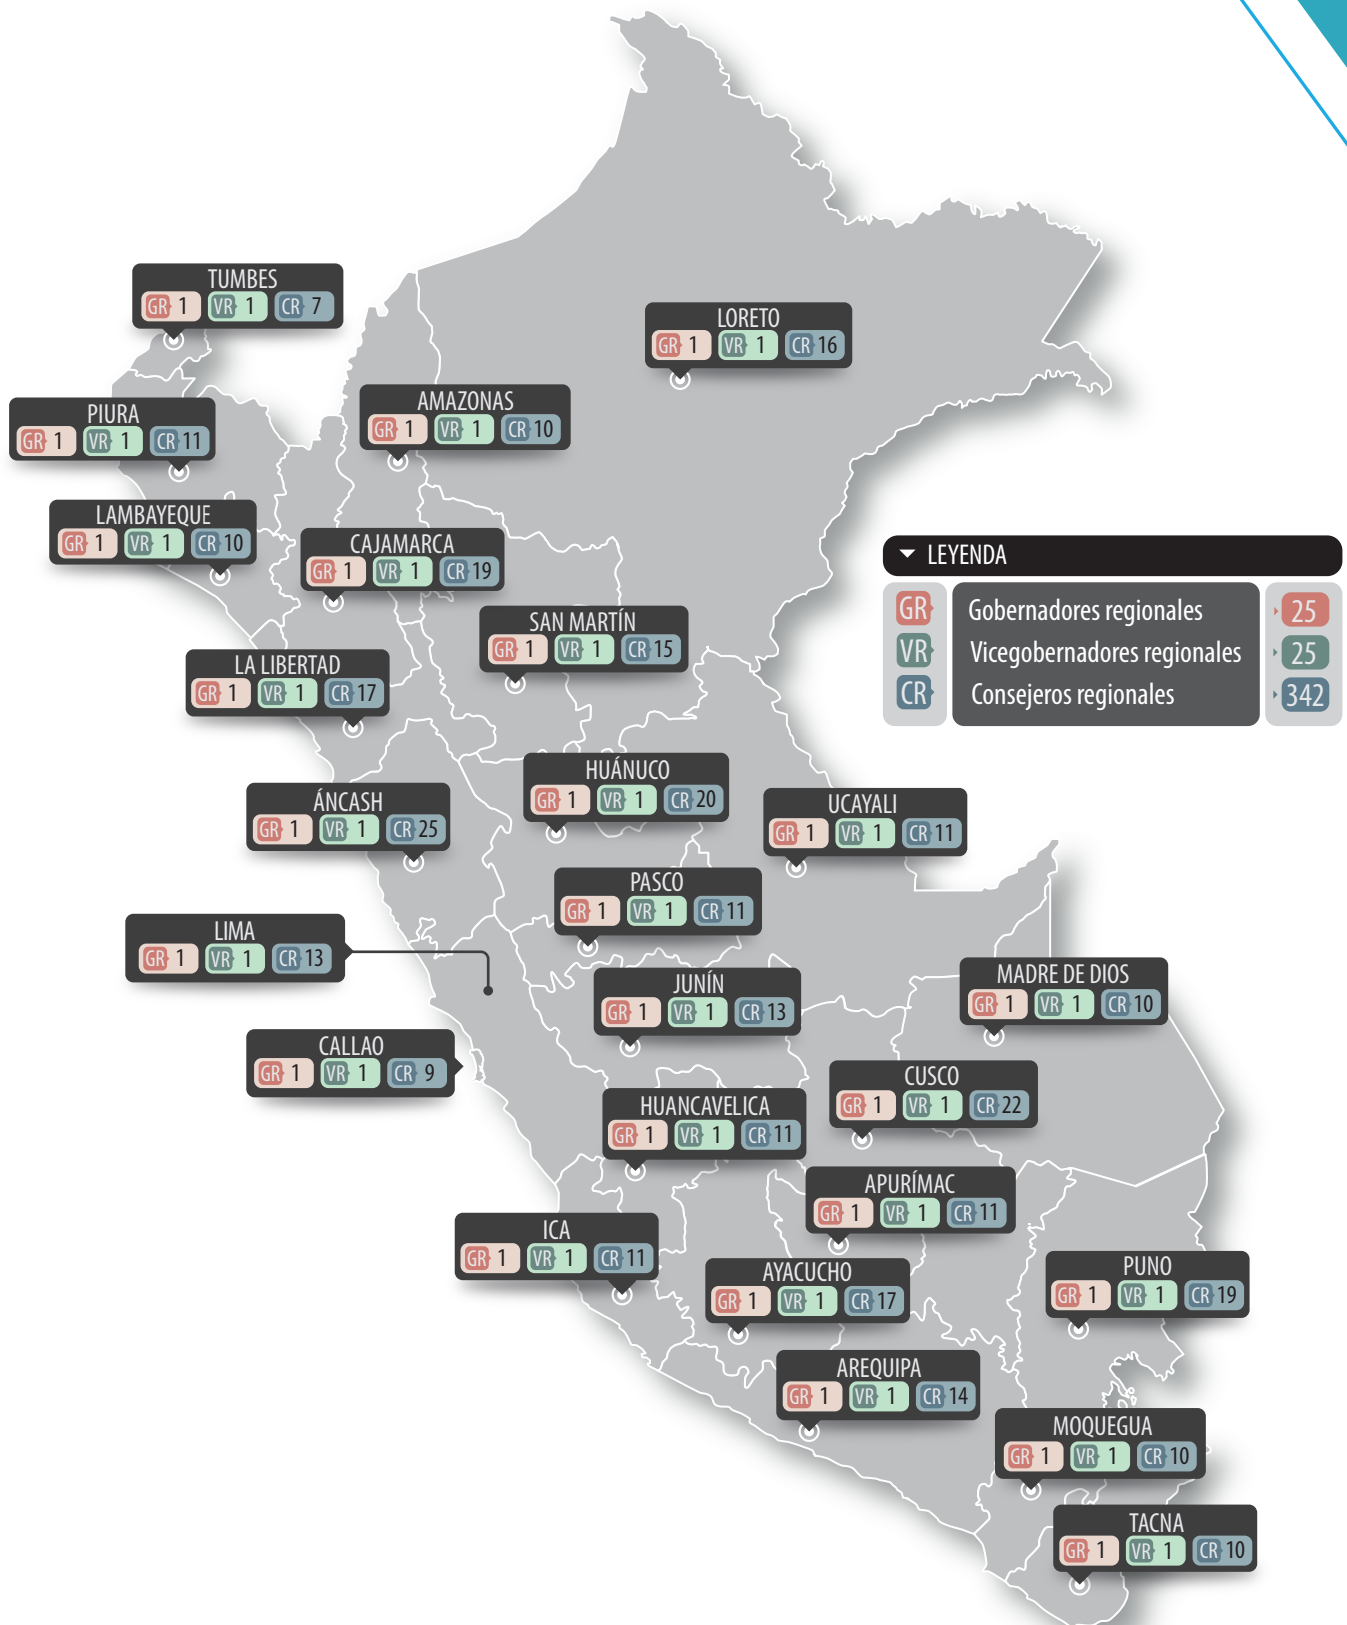 TUMBES
GR 1 VR 1 CR 7
LORETO
GR 1 VR 1 CR 16
AMAZONAS
GR 1 VR 1 CR 10
PIURA
GR 1 VR 1 CR 11
LAMBAYEQUE
GR 1 VR 1 CR 10
CAJAMARCA
GR 1 VR 1 CR 19
LEYENDA
GR Gobernadores regionales 25
VR Vicegobernadores regionales 25
CR Consejeros regionales 342
SAN MARTÍN
GR 1 VR 1 CR 15
LA LIBERTAD
GR 1 VR 1 CR 17
HUÁNUCO
GR 1 VR 1 CR 20
ÁNCASH
GR 1 VR 1 CR 25
UCAYALI
GR 1 VR 1 CR 11
PASCO
GR 1 VR 1 CR 11
LIMA
GR 1 VR 1 CR 13
MADRE DE DIOS
GR 1 VR 1 CR 10
JUNÍN
GR 1 VR 1 CR 13
CALLAO
GR 1 VR 1 CR 9
CUSCO
GR 1 VR 1 CR 22
HUANCAVELICA
GR 1 VR 1 CR 11
APURÍMAC
GR 1 VR 1 CR 11
ICA
GR 1 VR 1 CR 11
PUNO
GR 1 VR 1 CR 19
AYACUCHO
GR 1 VR 1 CR 17
AREQUIPA
GR 1 VR 1 CR 14
MOQUEGUA
GR 1 VR 1 CR 10
TACNA
GR 1 VR 1 CR 10